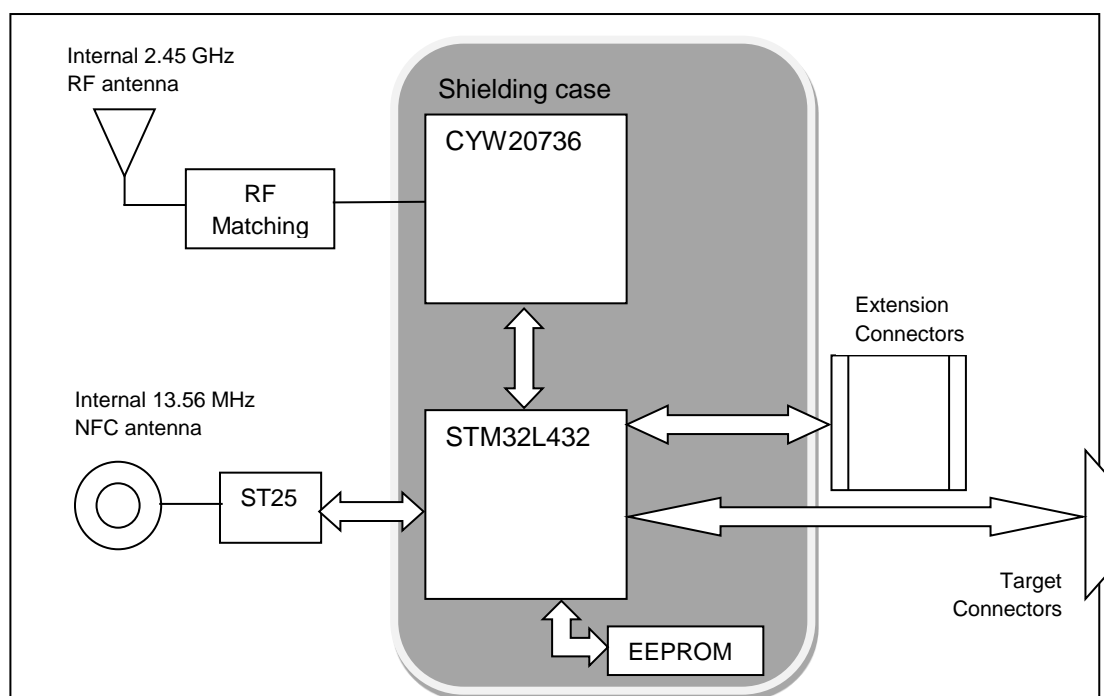 Internal 2.45 GHz
RF antenna
Shielding case
CYW20736
RF
Matching
Extension
Connectors
Internal 13.56 MHz
NFC antenna
STM32L432
ST25
Target
Connectors
EEPROM